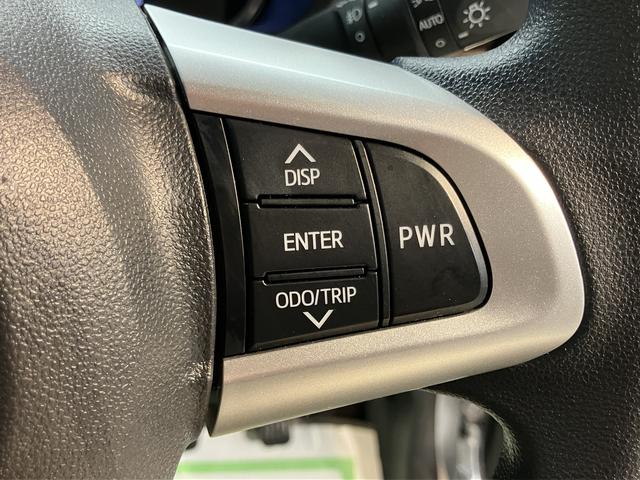 AUTO
DISP
ENTER
PWR
ODO/TRIP